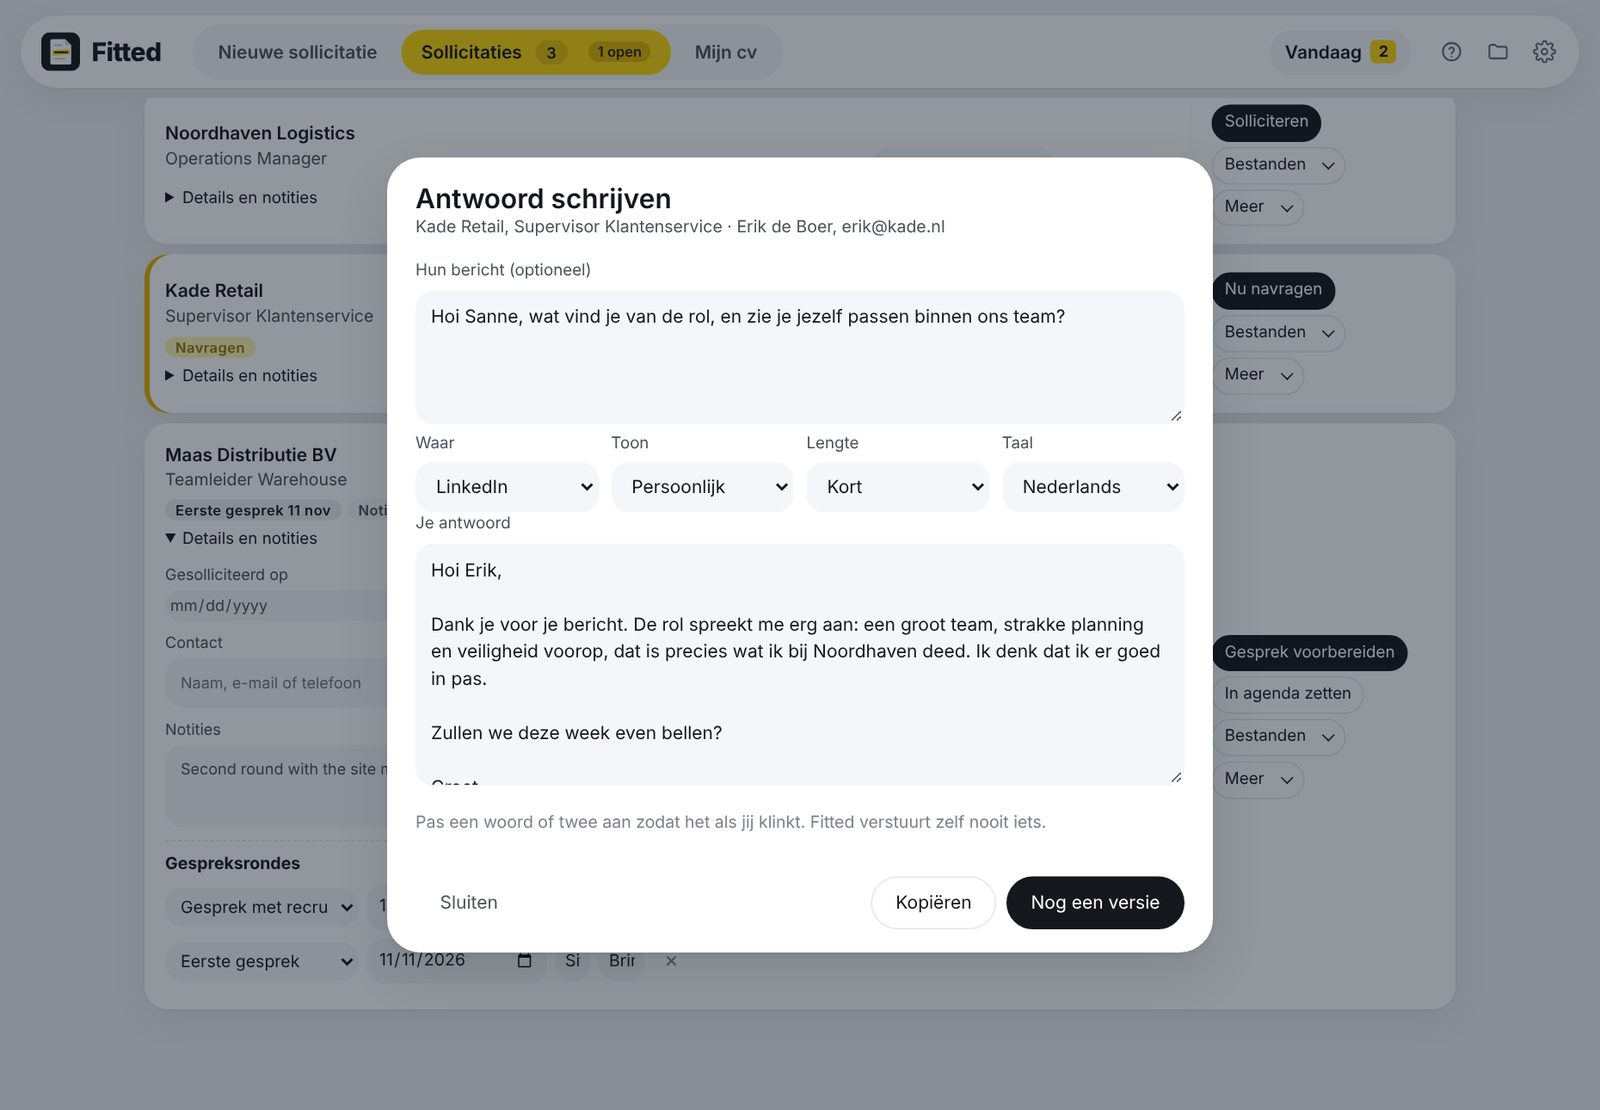 Fitted
Nieuwe sollicitatie
Sollicitaties 3 1 open
Mijn cv
Vandaag 2
Noordhaven Logistics
Operations Manager
Details en notities
Solliciteren
Bestanden
Meer
Kade Retail
Supervisor Klantenservice
Navragen
Details en notities
Nu navragen
Bestanden
Meer
Maas Distributie BV
Teamleider Warehouse
Eerste gesprek 11 nov
Details en notities
Gesolliciteerd op
mm/dd/yyyy
Contact
Naam, e-mail of telefoon
Notities
Second round with the site
Gespreksrondes
Gesprek met recru
Eerste gesprek 11/11/2026
Gesprek voorbereiden
In agenda zetten
Bestanden
Meer
Antwoord schrijven
Kade Retail, Supervisor Klantenservice · Erik de Boer, erik@kade.nl
Hun bericht (optioneel)
Hoi Sanne, wat vind je van de rol, en zie je jezelf passen binnen ons team?
Waar Toon Lengte Taal
LinkedIn Persoonlijk Kort Nederlands
Je antwoord
Hoi Erik,
Dank je voor je bericht. De rol spreekt me erg aan: een groot team, strakke planning
en veiligheid voorop, dat is precies wat ik bij Noordhaven deed. Ik denk dat ik er goed
in pas.
Zullen we deze week even bellen?
Pas een woord of twee aan zodat het als jij klinkt. Fitted verstuurt zelf nooit iets.
Sluiten
Kopiëren
Nog een versie